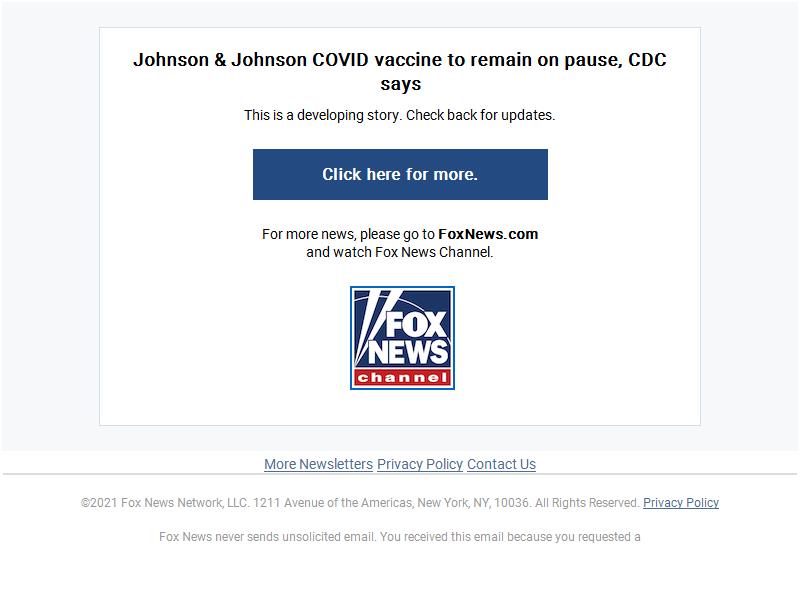 Johnson & Johnson COVID vaccine to remain on pause, CDC
says
This is a developing story. Check back for updates.
Click here for more.
For more news, please go to FoxNews.com
and watch Fox News Channel.
FOX
NEWS
channel
More Newsletters Privacy Policy Contact Us
©2021 Fox News Network, LLC. 1211 Avenue of the Americas, New York, NY, 10036. All Rights Reserved. Privacy Policy
Fox News never sends unsolicited email. You received this email because you requested a